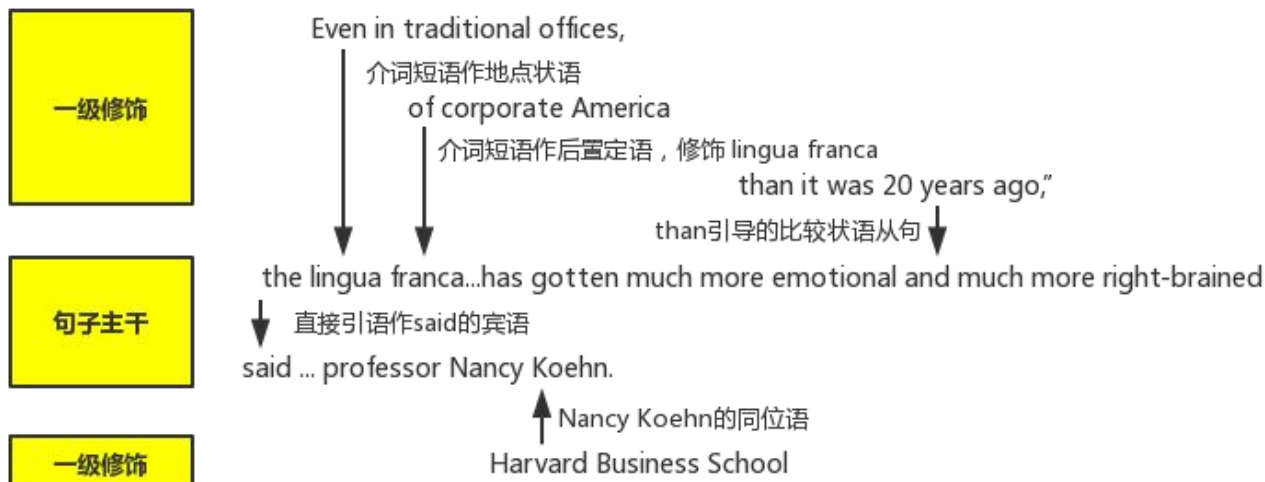 Even in traditional offices,
介词短语作地点状语
一级修饰
of corporate America
介词短语作后置定语，修饰 lingua franca
than it was 20 years ago,”
than引导的比较状语从句
the lingua franca...has gotten much more emotional and much more right-brained
句子主干
直接引语作said的宾语
said ... professor Nancy Koehn.
Nancy Koehn的同位语
一级修饰
Harvard Business School